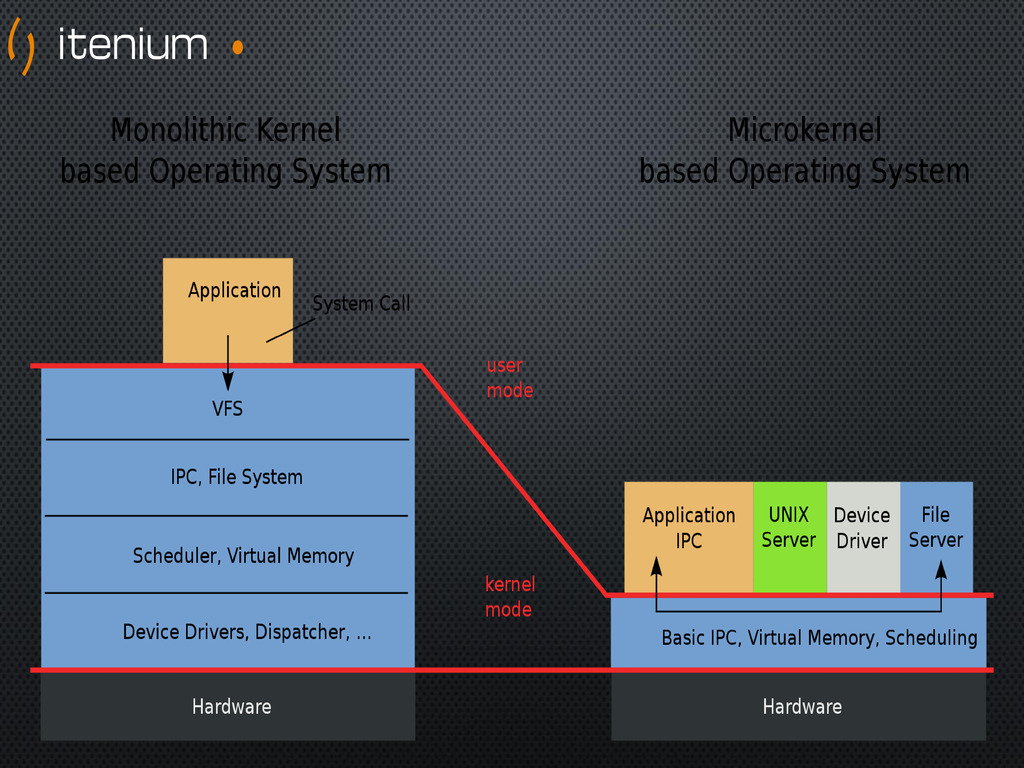 itenium
Monolithic Kernel
based Operating System
Microkernel
based Operating System
Application
System Call
user
mode
VFS
IPC, File System
Scheduler, Virtual Memory
Device Drivers, Dispatcher, ...
kernel
mode
Application
IPC
UNIX
Server
Device
Driver
File
Server
Basic IPC, Virtual Memory, Scheduling
Hardware
Hardware